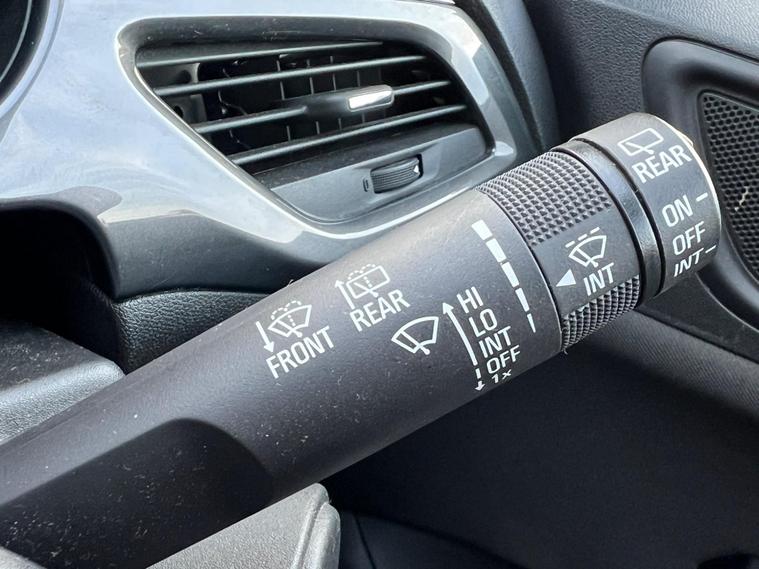 FRONT
REAR
HI
LO
INT
OFF
1x
INT
REAR
ON
OFF
INT